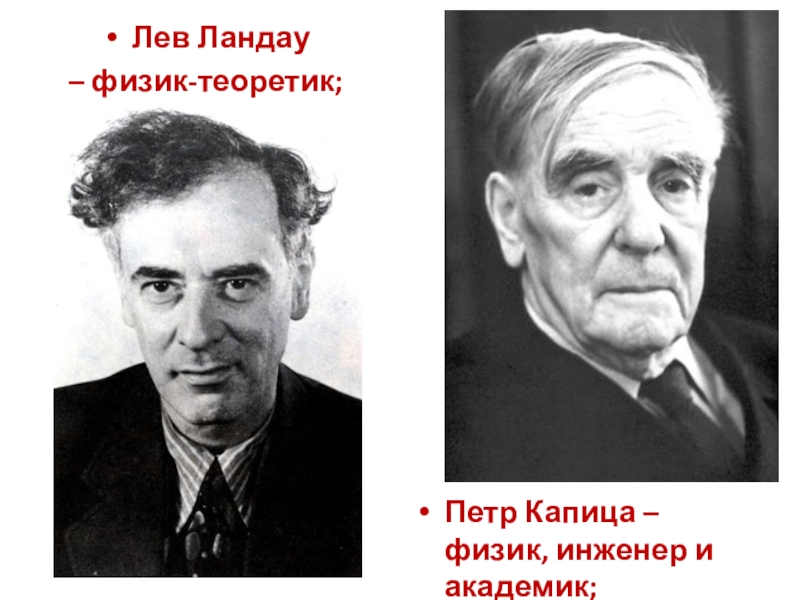 • Лев Ландау
– физик-теоретик;
• Петр Капица –
физик, инженер и
академик;